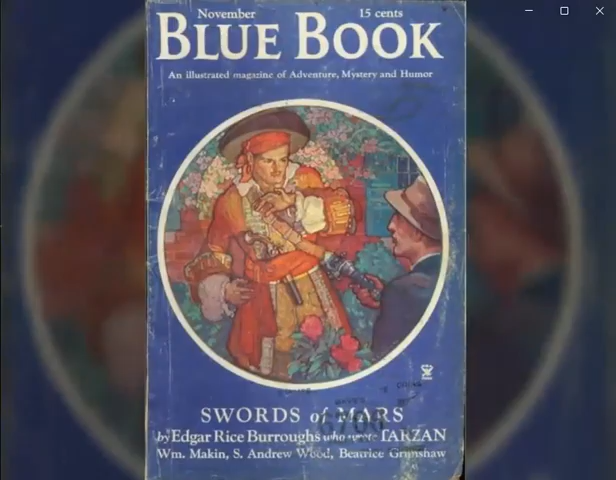 November 15 cents
BLUE BOOK
An illustrated magazine of Adventure, Mystery and Humor
SWORDS of MARS
by Edgar Rice Burroughs who wrote TARZAN
Wm. Makin, S. Andrew Wood, Beatrice Grimshaw